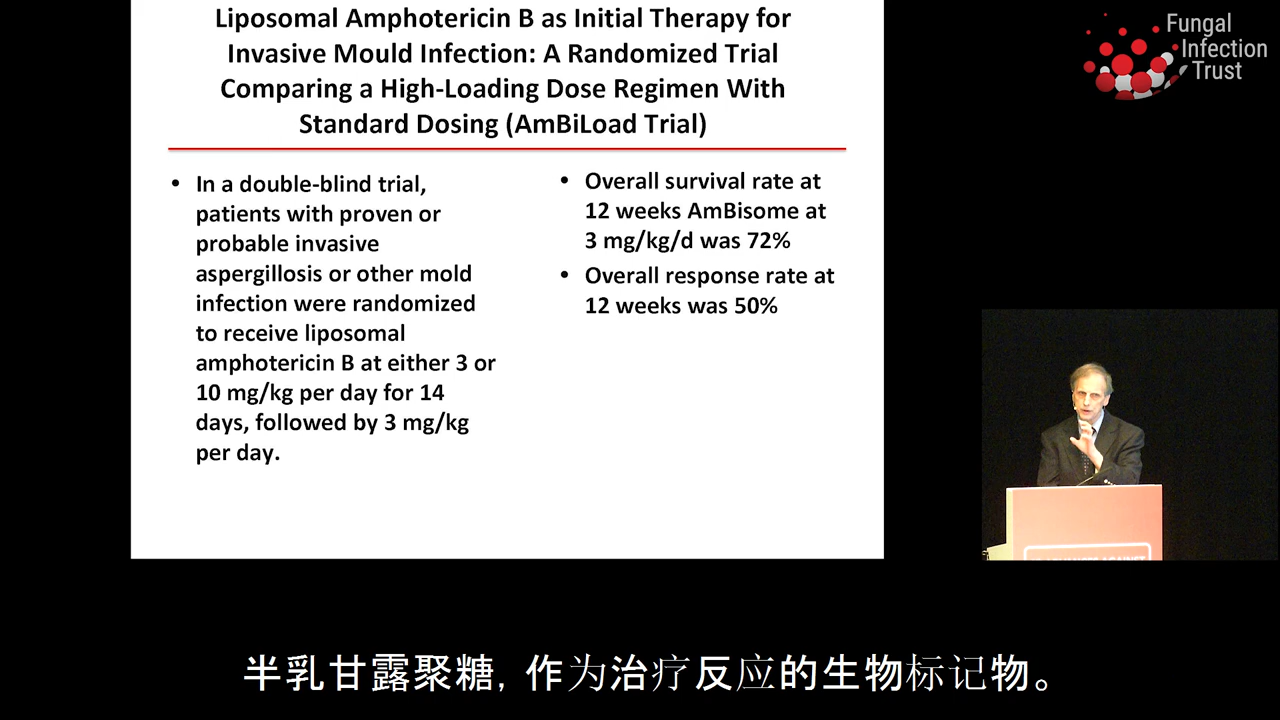 Liposomal Amphotericin B as Initial Therapy for
Invasive Mould Infection: A Randomized Trial
Comparing a High-Loading Dose Regimen With
Standard Dosing (AmBiLoad Trial)
• In a double-blind trial,
patients with proven or
probable invasive
aspergillosis or other mold
infection were randomized
to receive liposomal
amphotericin B at either 3 or
10 mg/kg per day for 14
days, followed by 3 mg/kg
per day.
• Overall survival rate at
12 weeks AmBisome at
3 mg/kg/d was 72%
• Overall response rate at
12 weeks was 50%
Fungal
Infection
Trust
半乳甘露聚糖,作为治疗反应的生物标记物。